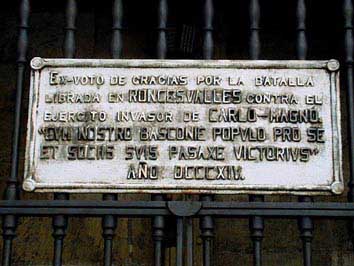 EX-VOTO DE GRACIAS POR LA BATALLA
LIBRADA EN RONCESVALLES CONTRA EL
EJERCITO INVASOR DE CARLO-MAGNO.
"CVM NOSTRO BASCONIE POPVLO PRO SE
ET SOCIIS SVIS PASAXE VICTORIVS"
AÑO DCCCXIV.